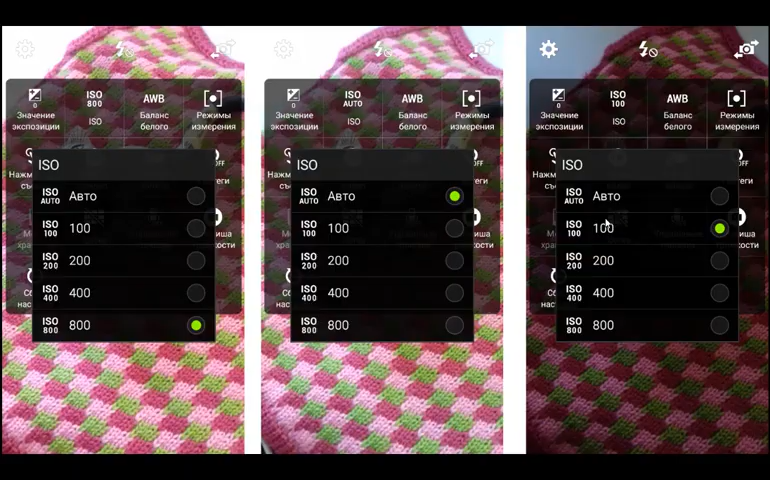 0
ISO
800
AWB
Значение
экспозиции
ISO
Баланс
белого
Режимы
измерения
ISO
ISO
AUTO
Авто
ISO
100
100
ISO
200
200
ISO
400
400
ISO
800
800
0
ISO
AUTO
AWB
Значение
экспозиции
ISO
Баланс
белого
Режимы
измерения
ISO
ISO
AUTO
Авто
ISO
100
100
ISO
200
200
ISO
400
400
ISO
800
800
0
ISO
100
AWB
Значение
экспозиции
ISO
Баланс
белого
Режимы
измерения
ISO
ISO
AUTO
Авто
ISO
100
100
ISO
200
200
ISO
400
400
ISO
800
800